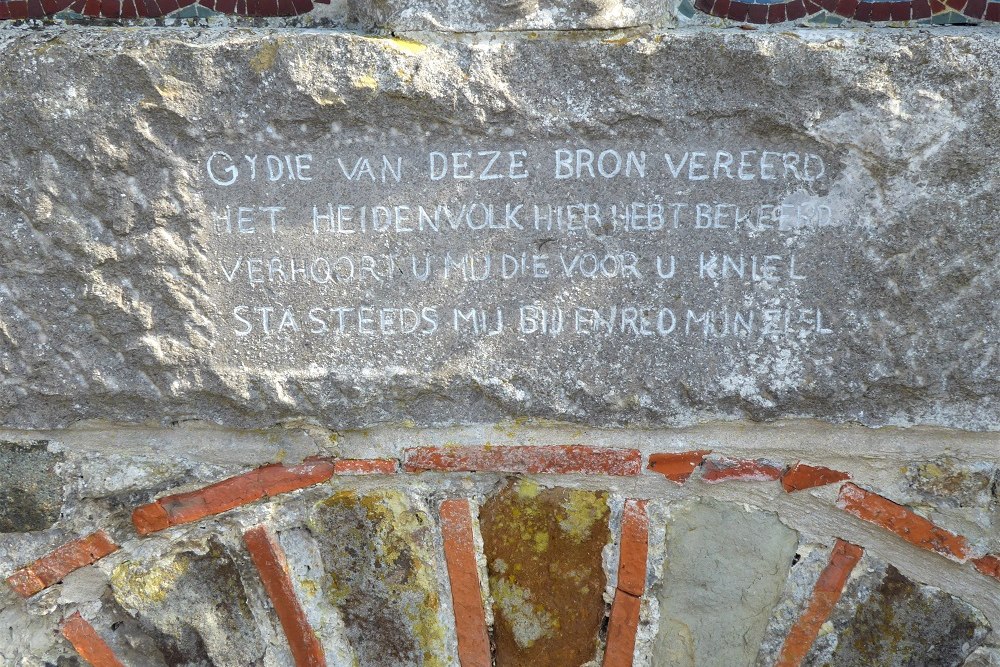 GY DIE VAN DEZE BRON VEREERD
HET HEIDENVOLK HIER HEBT BEKEERD
VERHOORT U MIJ DIE VOOR U KNIEL
STA STEEDS MIJ BIJ EN RED MIJN ZIEL